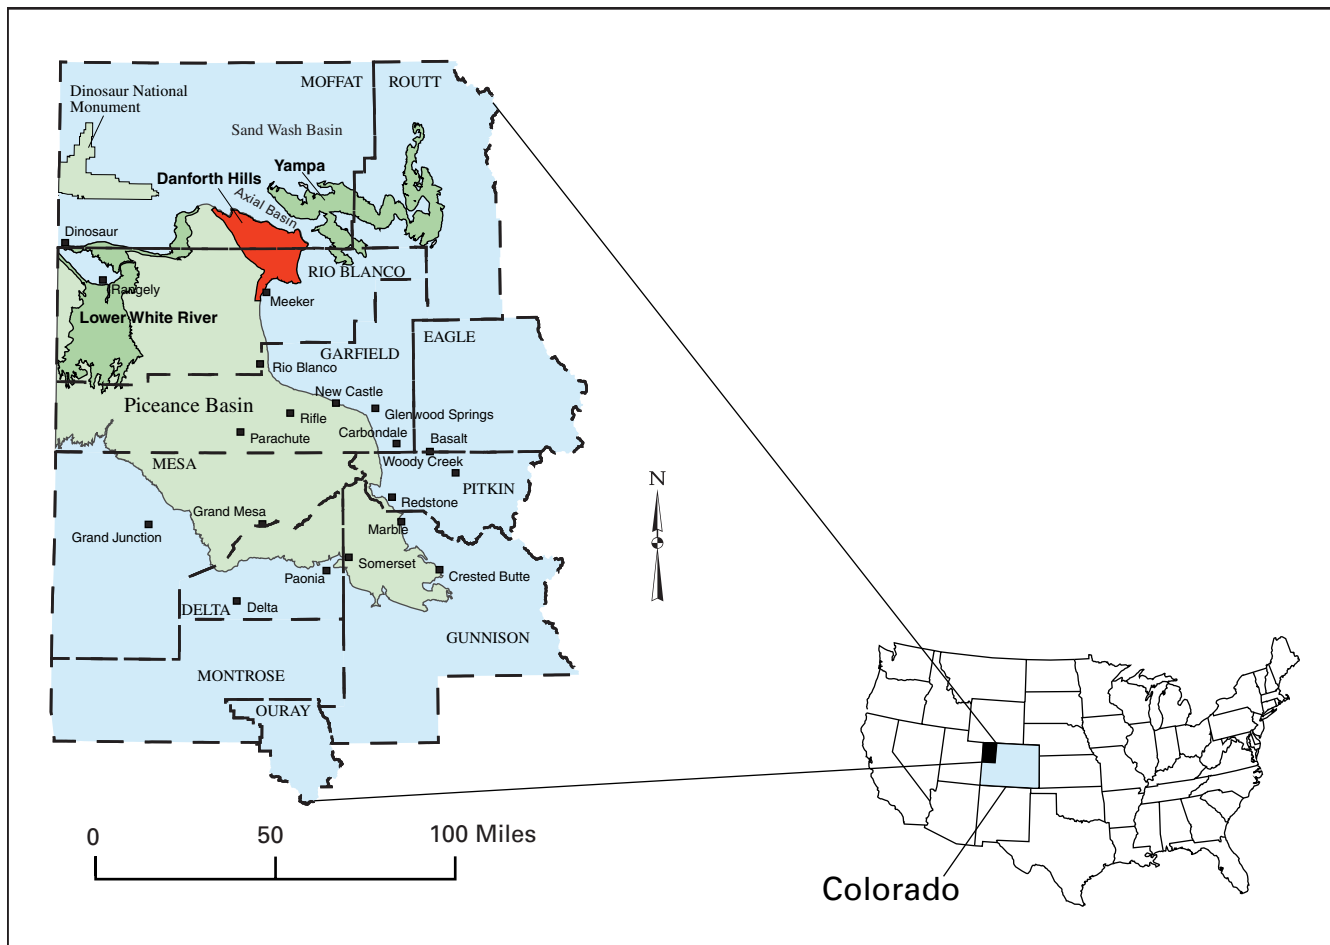 MOFFAT
ROUTT
Dinosaur National
Monument
Sand Wash Basin
Yampa
Danforth Hills
Axial Basin
Dinosaur
RIO BLANCO
Rangely
Meeker
Lower White River
EAGLE
GARFIELD
Rio Blanco
New Castle
Piceance Basin
Rifle
Glenwood Springs
Parachute
Carbondale
Basalt
MESA
Woody Creek
PITKIN
Redstone
Grand Mesa
Marble
Grand Junction
Somerset
Paonia
Crested Butte
DELTA
Delta
GUNNISON
MONTROSE
OURAY
N
0
50
100 Miles
Colorado